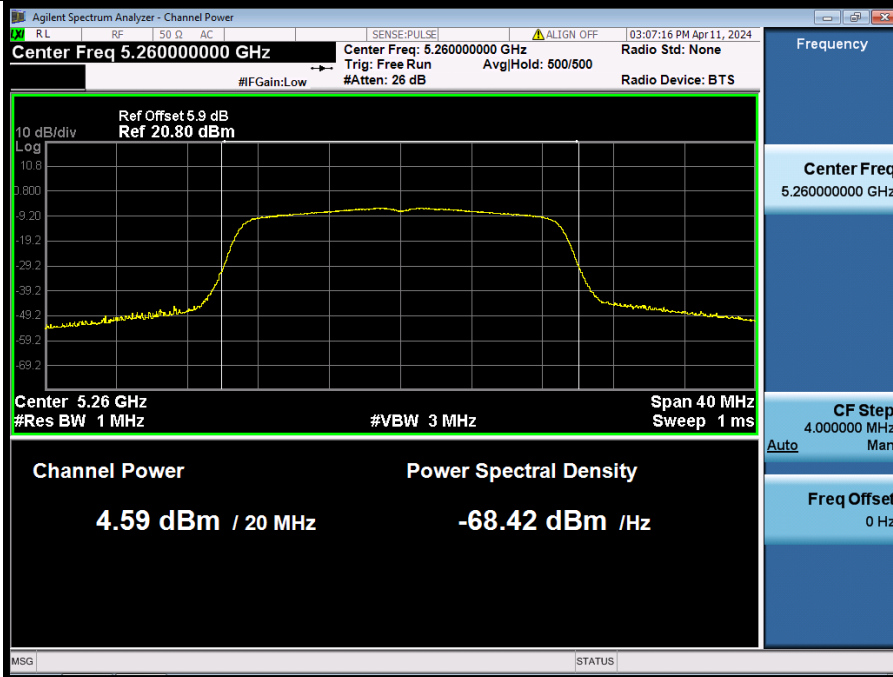 Agilent Spectrum Analyzer - Channel Power
LXI RL RF 50 Ω AC SENSE:PULSE ALIGN OFF 03:07:16 PM Apr 11, 2024
Center Freq 5.260000000 GHz
Center Freq: 5.260000000 GHz Radio Std: None
Trig: Free Run Avg|Hold: 500/500
#IFGain:Low #Atten: 26 dB Radio Device: BTS
Ref Offset 5.9 dB
10 dB/div Ref 20.80 dBm
Log
10.8
0.800
-9.20
-19.2
-29.2
-39.2
-49.2
-59.2
-69.2
Center 5.26 GHz Span 40 MHz
#Res BW 1 MHz #VBW 3 MHz Sweep 1 ms
Channel Power Power Spectral Density
4.59 dBm / 20 MHz -68.42 dBm /Hz
MSG STATUS
Frequency
Center Freq
5.260000000 GHz
CF Step
4.000000 MHz
Auto Man
Freq Offset
0 Hz